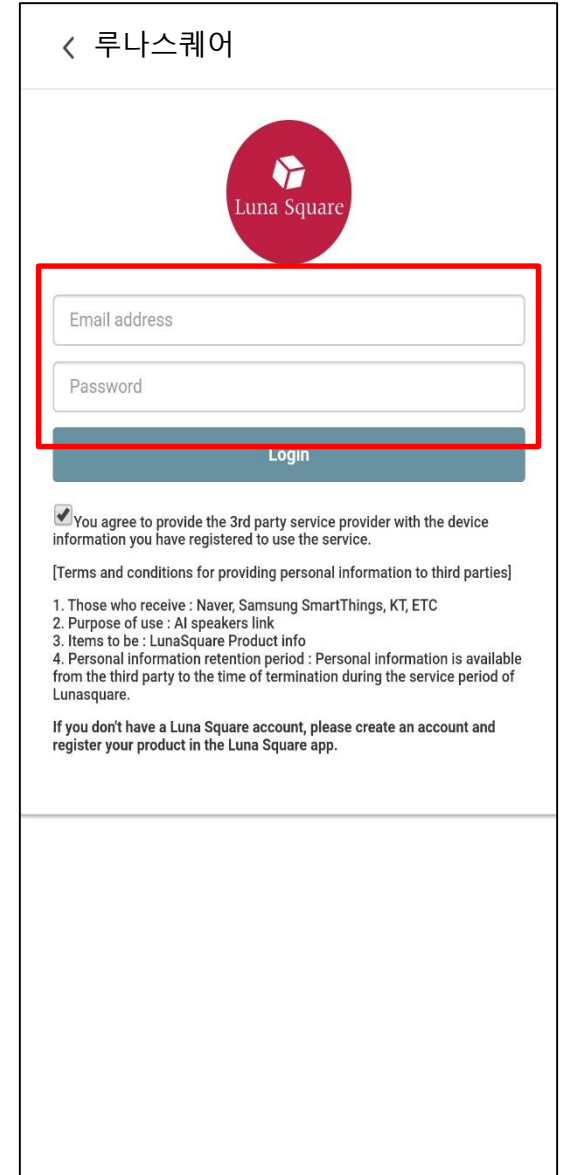 루나스퀘어
Luna Square
Email address
Password
Login
You agree to provide the 3rd party service provider with the device
information you have registered to use the service.
[Terms and conditions for providing personal information to third parties]
1. Those who receive : Naver, Samsung SmartThings, KT, ETC
2. Purpose of use : AI speakers link
3. Items to be : LunaSquare Product info
4. Personal information retention period : Personal information is available
from the third party to the time of termination during the service period of
Lunasquare.
If you don't have a Luna Square account, please create an account and
register your product in the Luna Square app.